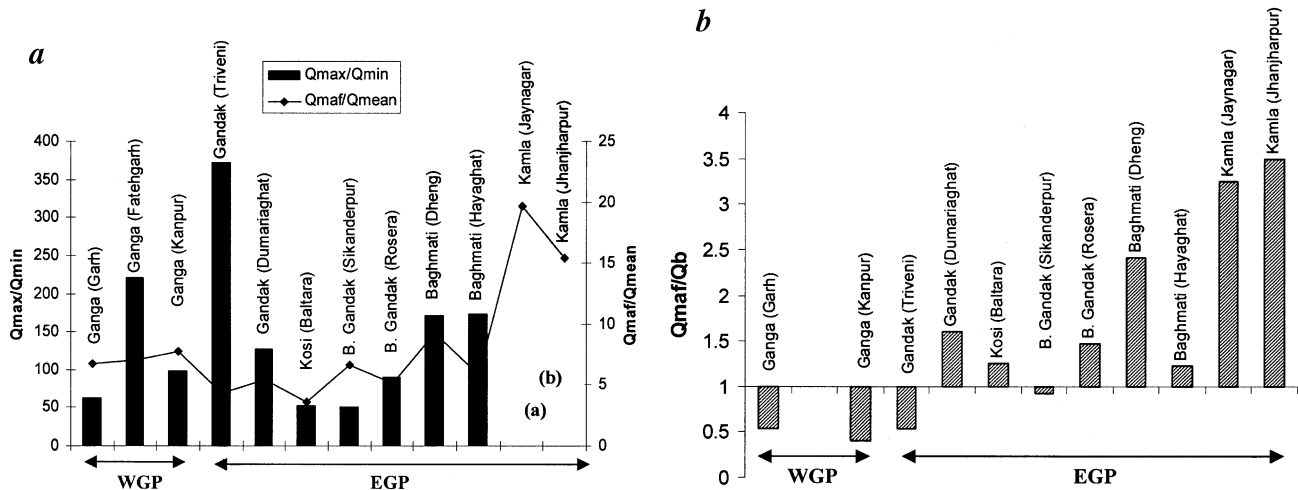 a
Qmax/Qmin
Qmaf/Qmean
Qmax/Qmin
400
350
300
250
200
150
100
50
0
Ganga (Garh)
Ganga (Fatehgarh)
Ganga (Kanpur)
Gandak (Triveni)
Gandak (Dumariaghat)
Kosi (Baltara)
B. Gandak (Sikanderpur)
B. Gandak (Rosera)
Baghmati (Dheng)
Baghmati (Hayaghat)
Kamla (Jaynagar)
Kamla (Jhanjharpur)
25
20
15
10
5
0
Qmaf/Qmean
(b)
(a)
WGP
EGP
b
Qmaf/Qb
4
3.5
3
2.5
2
1.5
1
0.5
0
Ganga (Garh)
Ganga (Kanpur)
Gandak (Triveni)
Gandak (Dumariaghat)
Kosi (Baltara)
B. Gandak (Sikanderpur)
B. Gandak (Rosera)
Baghmati (Dheng)
Baghmati (Hayaghat)
Kamla (Jaynagar)
Kamla (Jhanjharpur)
WGP
EGP